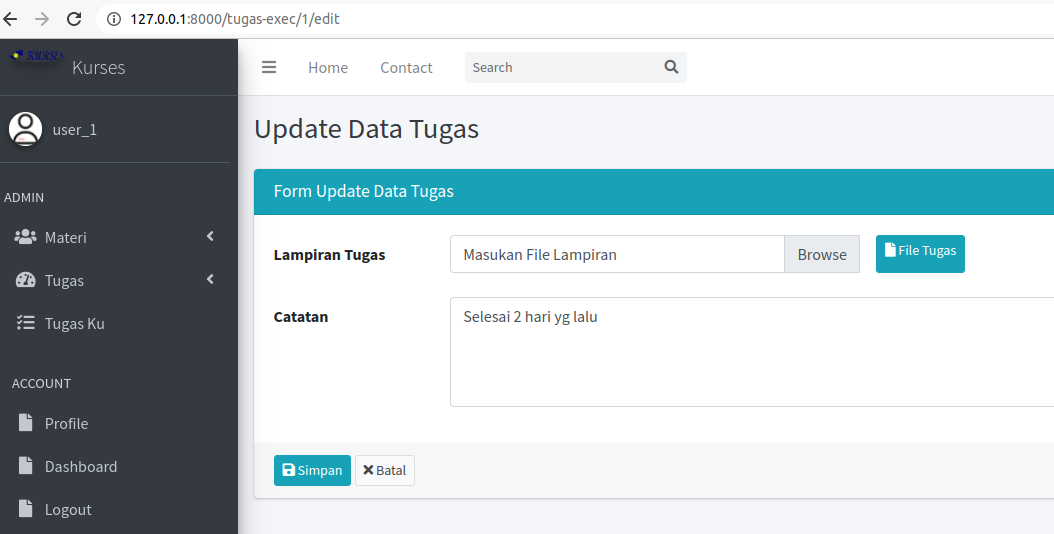 127.0.0.1:8000/tugas-exec/1/edit
KURSES
Kurses
Home Contact Search
user_1
Update Data Tugas
ADMIN
Form Update Data Tugas
Materi
Lampiran Tugas Masukan File Lampiran Browse File Tugas
Tugas
Catatan Selesai 2 hari yg lalu
Tugas Ku
ACCOUNT
Profile
Dashboard
Simpan Batal
Logout